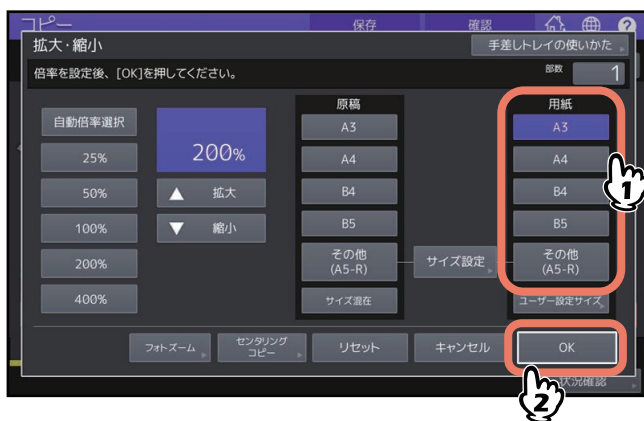 コピー 保存 確認
拡大・縮小 手差しトレイの使いかた
倍率を設定後、[OK]を押してください。 部数 1
原稿 用紙
自動倍率選択 200% A3 A3
25% A4 A4
50% 拡大 B4 B4
100% 縮小 B5 B5
200% その他 サイズ設定 その他
(A5-R) (A5-R)
400% サイズ混在 ユーザー設定サイズ
フォトズーム センタリング リセット キャンセル OK
コピー
状況確認
1
2